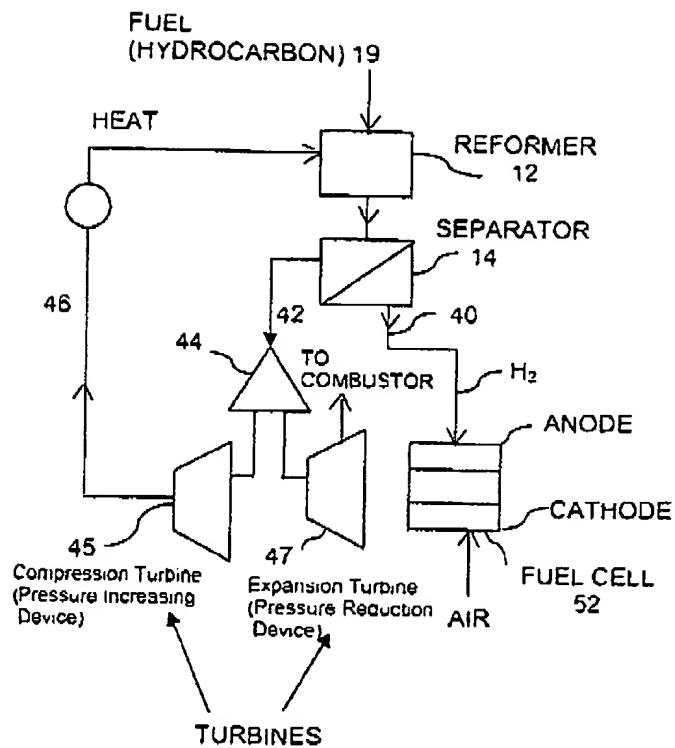 FUEL
(HYDROCARBON) 19
HEAT
REFORMER
12
SEPARATOR
14
46
42
40
44
TO
COMBUSTOR
H₂
ANODE
CATHODE
45
47
FUEL CELL
52
Compression Turbine
(Pressure Increasing
Device)
Expansion Turbine
(Pressure Reduction
Device)
AIR
TURBINES